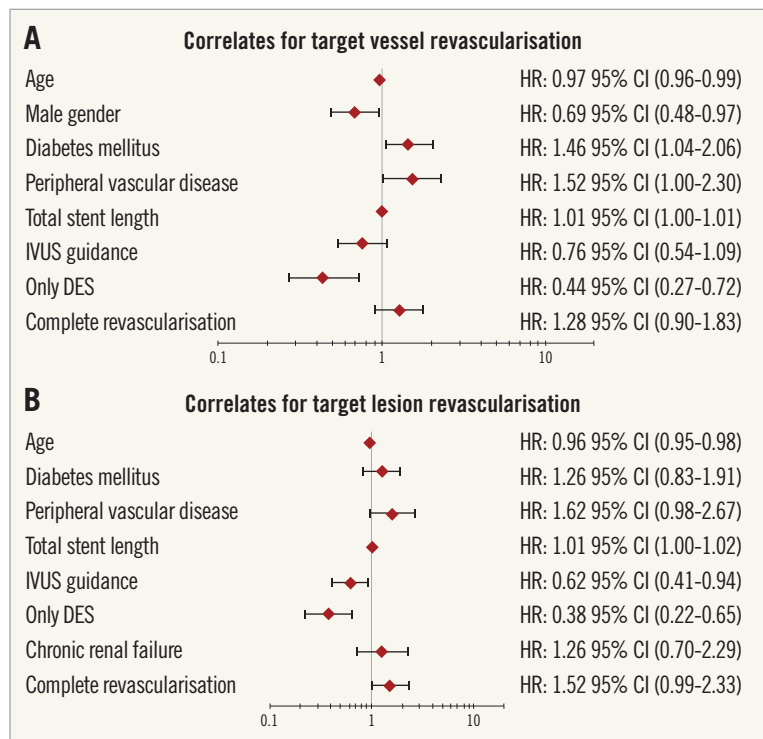 A
Correlates for target vessel revascularisation
Age HR: 0.97 95% CI (0.96-0.99)
Male gender HR: 0.69 95% CI (0.48-0.97)
Diabetes mellitus HR: 1.46 95% CI (1.04-2.06)
Peripheral vascular disease HR: 1.52 95% CI (1.00-2.30)
Total stent length HR: 1.01 95% CI (1.00-1.01)
IVUS guidance HR: 0.76 95% CI (0.54-1.09)
Only DES HR: 0.44 95% CI (0.27-0.72)
Complete revascularisation HR: 1.28 95% CI (0.90-1.83)
0.1 1 10
B
Correlates for target lesion revascularisation
Age HR: 0.96 95% CI (0.95-0.98)
Diabetes mellitus HR: 1.26 95% CI (0.83-1.91)
Peripheral vascular disease HR: 1.62 95% CI (0.98-2.67)
Total stent length HR: 1.01 95% CI (1.00-1.02)
IVUS guidance HR: 0.62 95% CI (0.41-0.94)
Only DES HR: 0.38 95% CI (0.22-0.65)
Chronic renal failure HR: 1.26 95% CI (0.70-2.29)
Complete revascularisation HR: 1.52 95% CI (0.99-2.33)
0.1 1 10